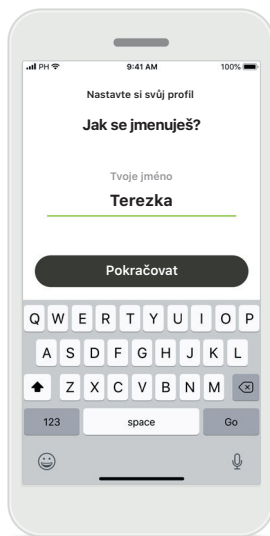 PH 9:41 AM 100%
Nastavte si svůj profil
Jak se jmenuješ?
Tvoje jméno
Terezka
Pokračovat
Q W E R T Y U I O P
A S D F G H J K L
Z X C V B N M
123 space Go